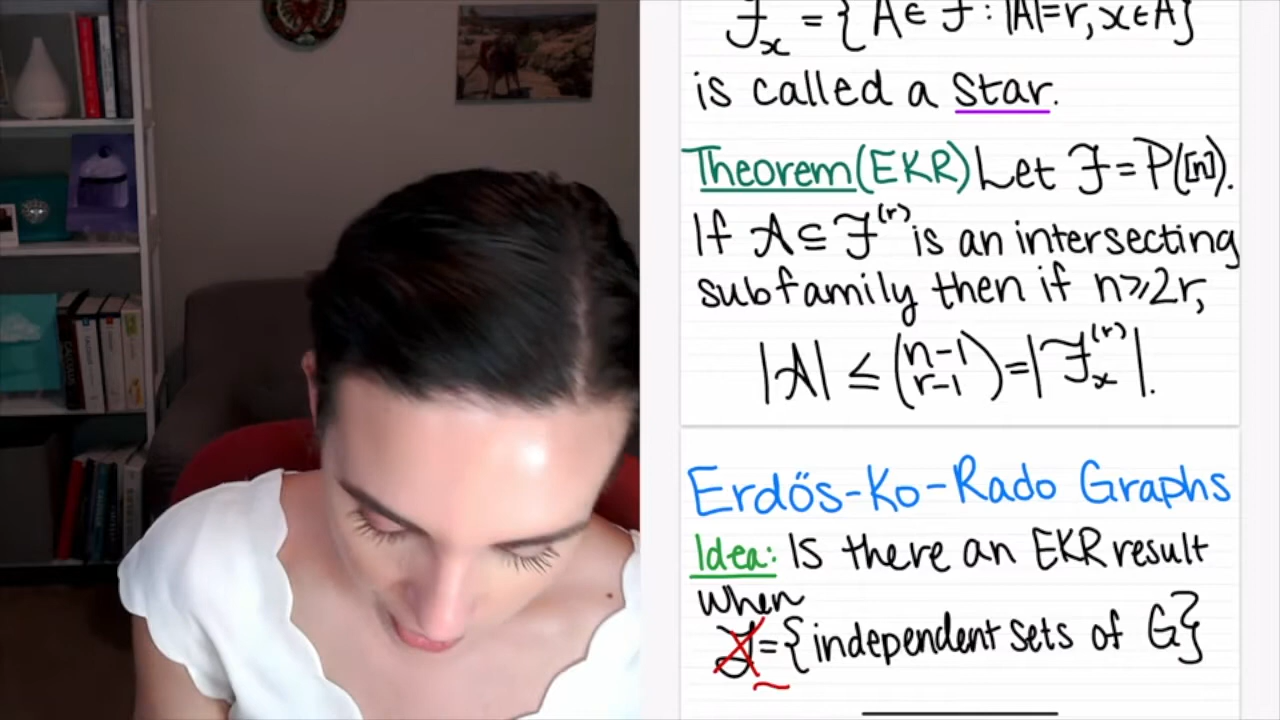 ℱₓ = {A ∈ ℱ : |A|=r, x∈A}
is called a star.
Theorem (EKR) Let ℱ = P([n]).
If 𝒜 ⊆ ℱ⁽ʳ⁾ is an intersecting
subfamily then if n⩾2r,
|𝒜| ≤ (n-1 r-1) = |ℱₓ⁽ʳ⁾|.
Erdős-Ko-Rado Graphs
Idea: Is there an EKR result
when
ℱ = {independent sets of G}
CALCULUS